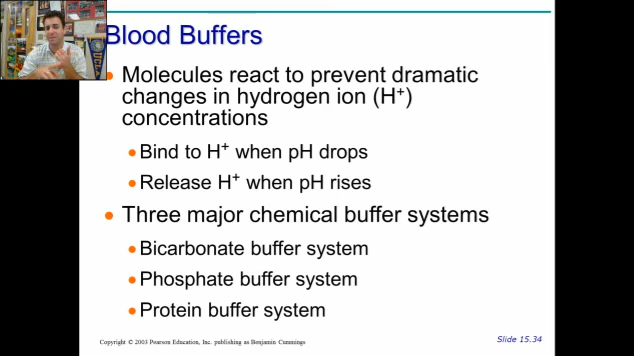 Blood Buffers
UCLA
• Molecules react to prevent dramatic
changes in hydrogen ion (H⁺)
concentrations
• Bind to H⁺ when pH drops
• Release H⁺ when pH rises
• Three major chemical buffer systems
• Bicarbonate buffer system
• Phosphate buffer system
• Protein buffer system
Copyright © 2003 Pearson Education, Inc. publishing as Benjamin Cummings
Slide 15.34